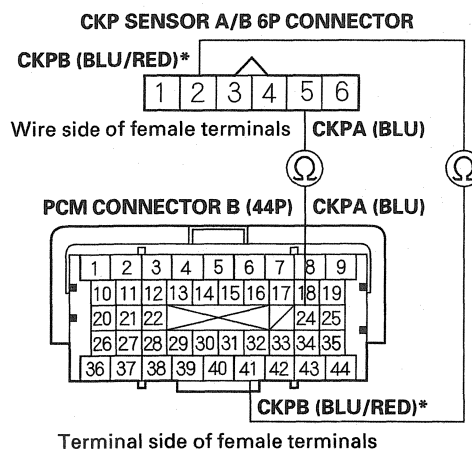 CKP SENSOR A/B 6P CONNECTOR
CKPB (BLU/RED)*
1 2 3 4 5 6
Wire side of female terminals CKPA (BLU)
Ω Ω
PCM CONNECTOR B (44P) CKPA (BLU)
1 2 3 4 5 6 7 8 9
10 11 12 13 14 15 16 17 18 19
20 21 22 24 25
26 27 28 29 30 31 32 33 34 35
36 37 38 39 40 41 42 43 44
CKPB (BLU/RED)*
Terminal side of female terminals